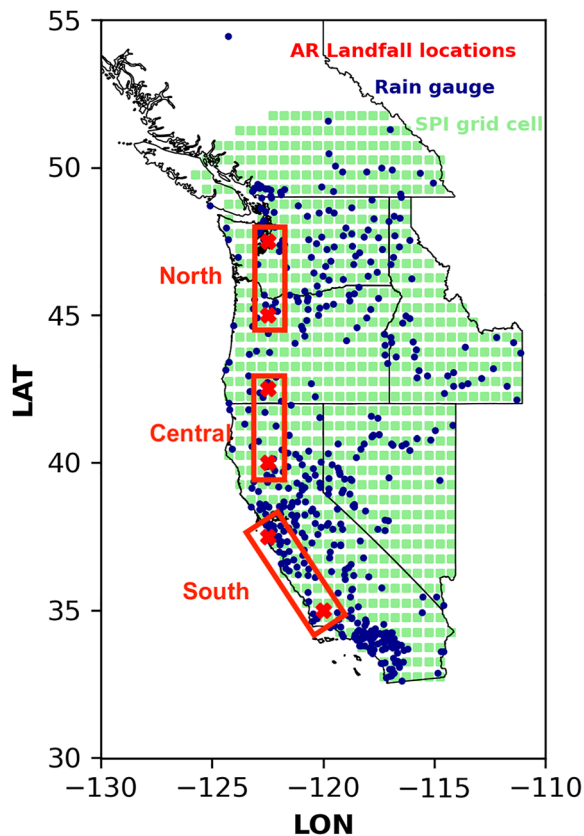 55
AR Landfall locations
Rain gauge
SPI grid cell
50
North
45
LAT
Central
40
South
35
30
−130
−125
−120
−115
−110
LON